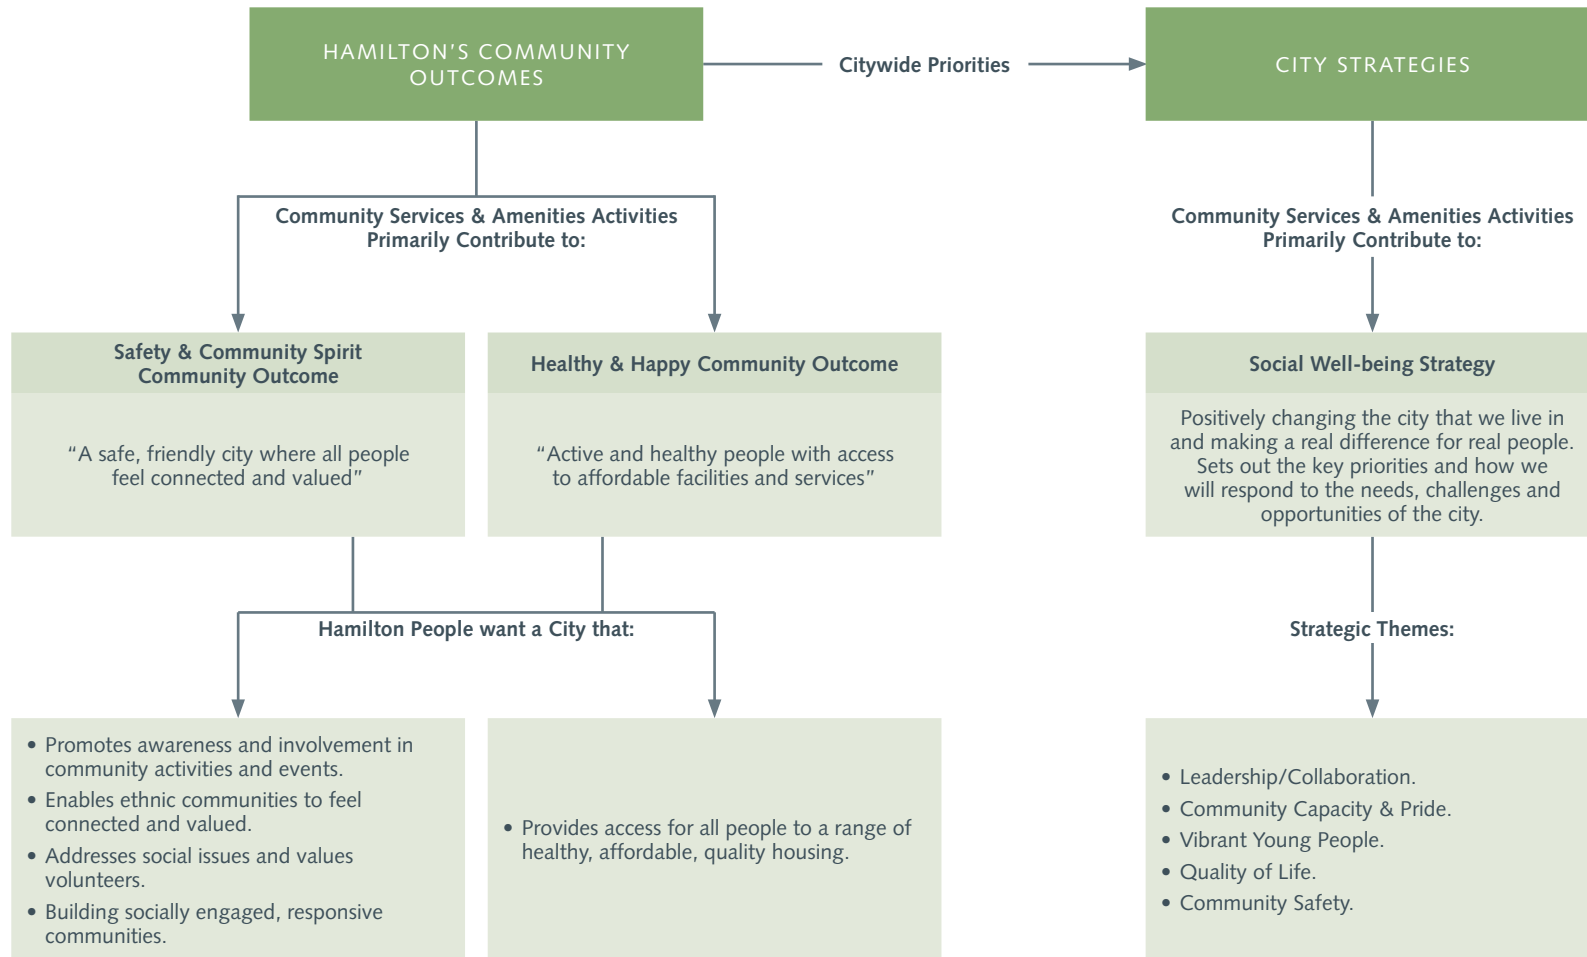 HAMILTON'S COMMUNITY
OUTCOMES
Citywide Priorities
CITY STRATEGIES
Community Services & Amenities Activities
Primarily Contribute to:
Community Services & Amenities Activities
Primarily Contribute to:
Safety & Community Spirit
Community Outcome
“A safe, friendly city where all people
feel connected and valued”
Healthy & Happy Community Outcome
“Active and healthy people with access
to affordable facilities and services”
Social Well-being Strategy
Positively changing the city that we live in
and making a real difference for real people.
Sets out the key priorities and how we
will respond to the needs, challenges and
opportunities of the city.
Hamilton People want a City that:
Strategic Themes:
• Promotes awareness and involvement in
community activities and events.
• Enables ethnic communities to feel
connected and valued.
• Addresses social issues and values
volunteers.
• Building socially engaged, responsive
communities.
• Provides access for all people to a range of
healthy, affordable, quality housing.
• Leadership/Collaboration.
• Community Capacity & Pride.
• Vibrant Young People.
• Quality of Life.
• Community Safety.